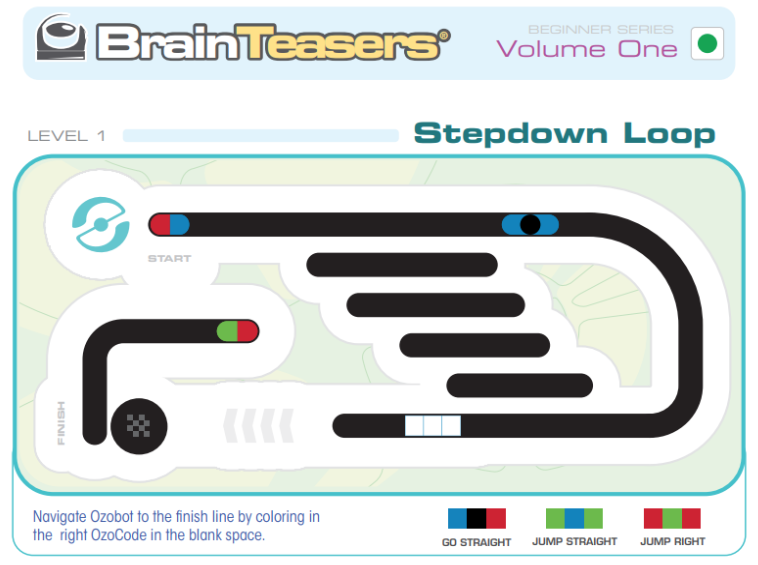 BrainTeasers®
BEGINNER SERIES
Volume One
LEVEL 1
Stepdown Loop
START
FINISH
Navigate Ozobot to the finish line by coloring in
the right OzoCode in the blank space.
GO STRAIGHT
JUMP STRAIGHT
JUMP RIGHT